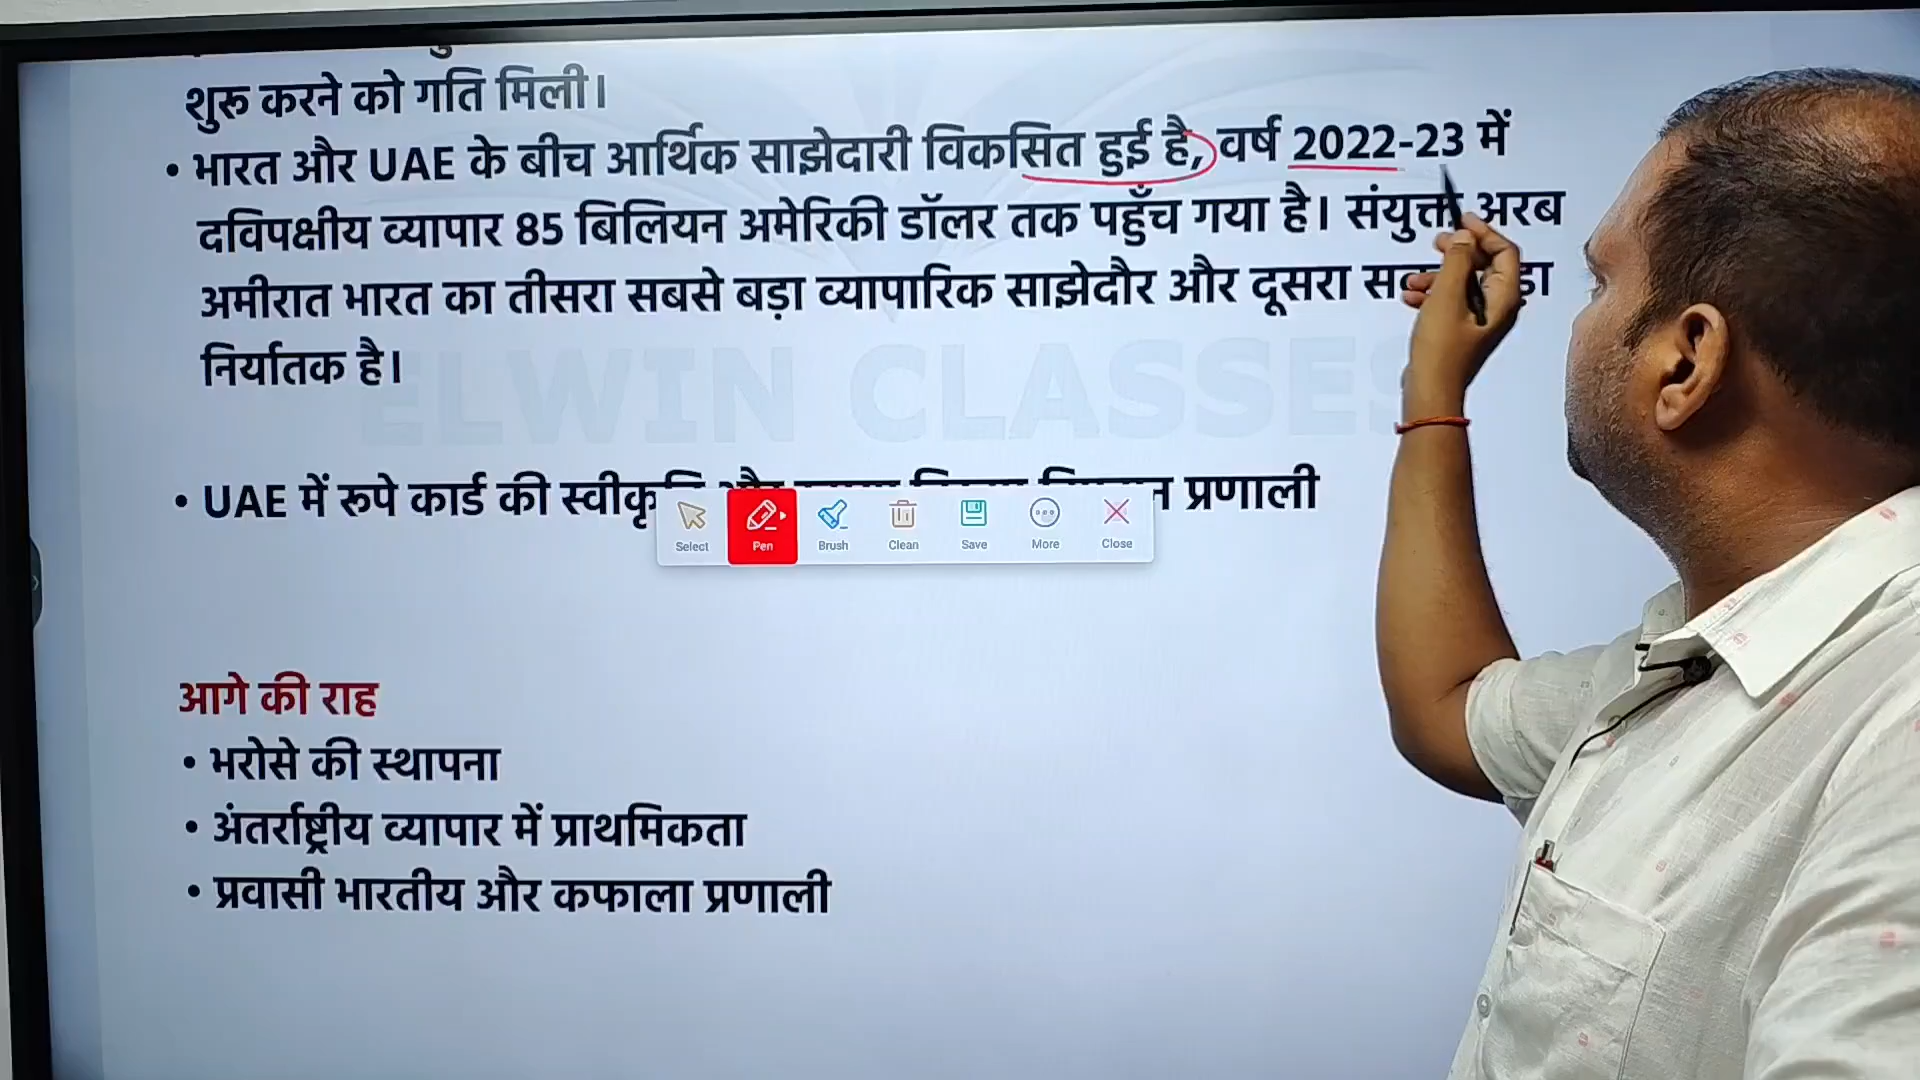 शुरू करने को गति मिली।
• भारत और UAE के बीच आर्थिक साझेदारी विकसित हुई है, वर्ष 2022-23 में
दविपक्षीय व्यापार 85 बिलियन अमेरिकी डॉलर तक पहुँच गया है। संयुक्त अरब
अमीरात भारत का तीसरा सबसे बड़ा व्यापारिक साझेदौर और दूसरा
निर्यातक है।
ELWIN CLASSES
• UAE में रूपे कार्ड की और प्रणाली
Select Pen Brush Clean Save More Close
आगे की राह
• भरोसे की स्थापना
• अंतर्राष्ट्रीय व्यापार में प्राथमिकता
• प्रवासी भारतीय और कफाला प्रणाली